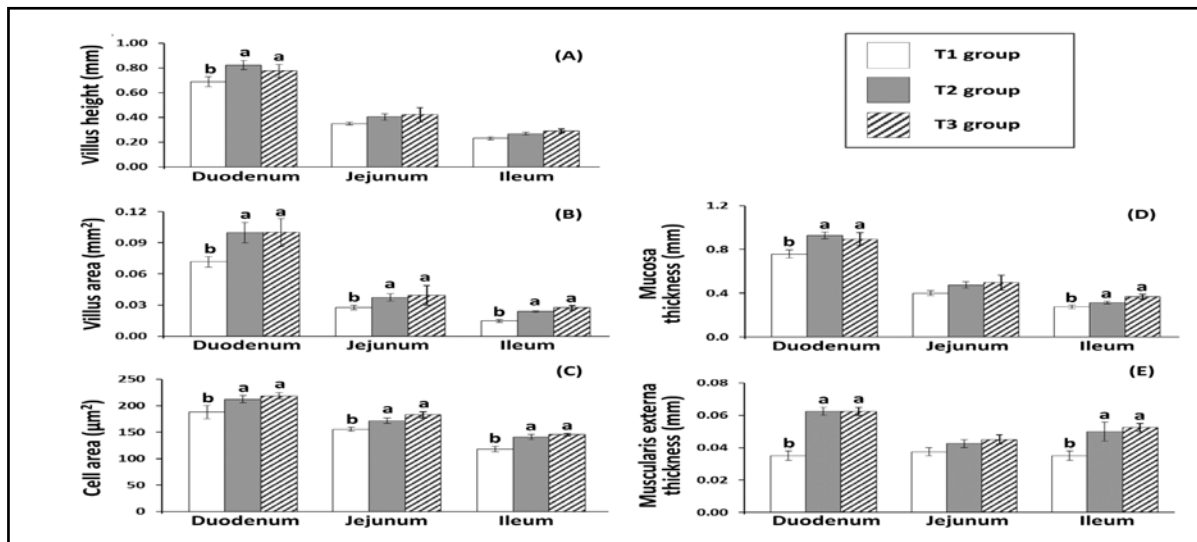 (A)
Villus height (mm)
1.00
0.80
0.60
0.40
0.20
0.00
b a a
Duodenum Jejunum Ileum
T1 group
T2 group
T3 group
(B)
Villus area (mm²)
0.12
0.09
0.06
0.03
0.00
b a a b a a b a a
Duodenum Jejunum Ileum
(D)
Mucosa
thickness (mm)
1.2
0.8
0.4
0.0
b a a b a a
Duodenum Jejunum Ileum
(C)
Cell area (µm²)
250
200
150
100
50
0
b a a b a a b a a
Duodenum Jejunum Ileum
(E)
Muscularis externa
thickness (mm)
0.08
0.06
0.04
0.02
0.00
b a a b a a
Duodenum Jejunum Ileum